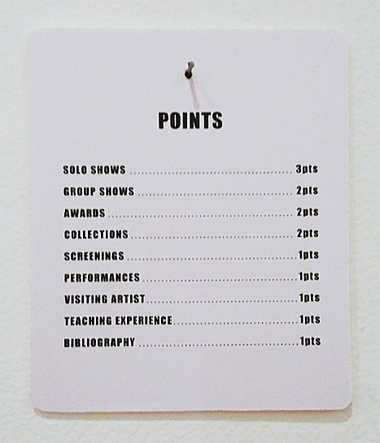 POINTS
SOLO SHOWS ........................................ 3pts
GROUP SHOWS ...................................... 2pts
AWARDS ............................................. 2pts
COLLECTIONS ....................................... 2pts
SCREENINGS ........................................ 1pts
PERFORMANCES ..................................... 1pts
VISITING ARTIST.................................... 1pts
TEACHING EXPERIENCE.............................. 1pts
BIBLIOGRAPHY ...................................... 1pts